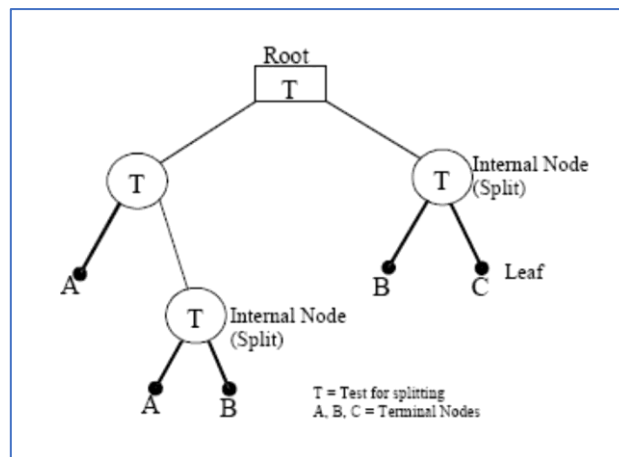 Root
T
T
T
Internal Node
(Split)
A
B
C
Leaf
T
Internal Node
(Split)
A
B
T = Test for splitting
A, B, C = Terminal Nodes